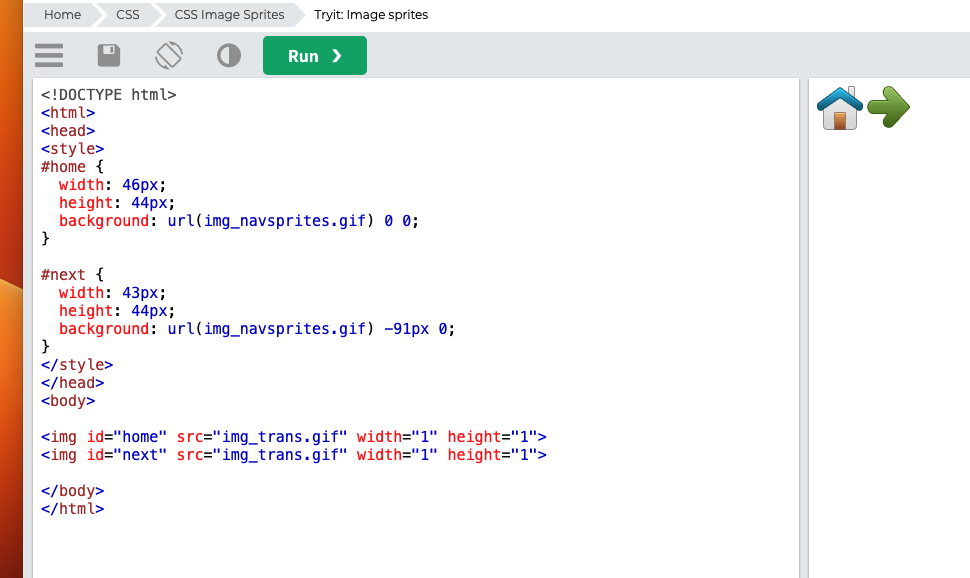 Home CSS CSS Image Sprites Tryit: Image sprites
Run ❯
<!DOCTYPE html>
<html>
<head>
<style>
#home {
  width: 46px;
  height: 44px;
  background: url(img_navsprites.gif) 0 0;
}

#next {
  width: 43px;
  height: 44px;
  background: url(img_navsprites.gif) -91px 0;
}
</style>
</head>
<body>

<img id="home" src="img_trans.gif" width="1" height="1">
<img id="next" src="img_trans.gif" width="1" height="1">

</body>
</html>